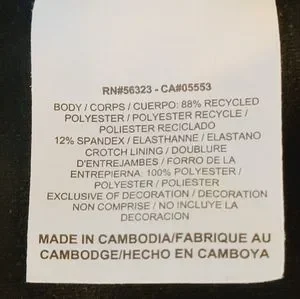 RN#56323 - CA#05553
BODY / CORPS / CUERPO: 88% RECYCLED
POLYESTER / POLYESTER RECYCLE /
POLIESTER RECICLADO
12% SPANDEX / ELASTHANNE / ELASTANO
CROTCH LINING / DOUBLURE
D'ENTREJAMBES / FORRO DE LA
ENTREPIERNA: 100% POLYESTER /
POLYESTER / POLIESTER
EXCLUSIVE OF DECORATION / DECORATION
NON COMPRISE / NO INCLUYE LA
DECORACION
MADE IN CAMBODIA/FABRIQUE AU
CAMBODGE/HECHO EN CAMBOYA